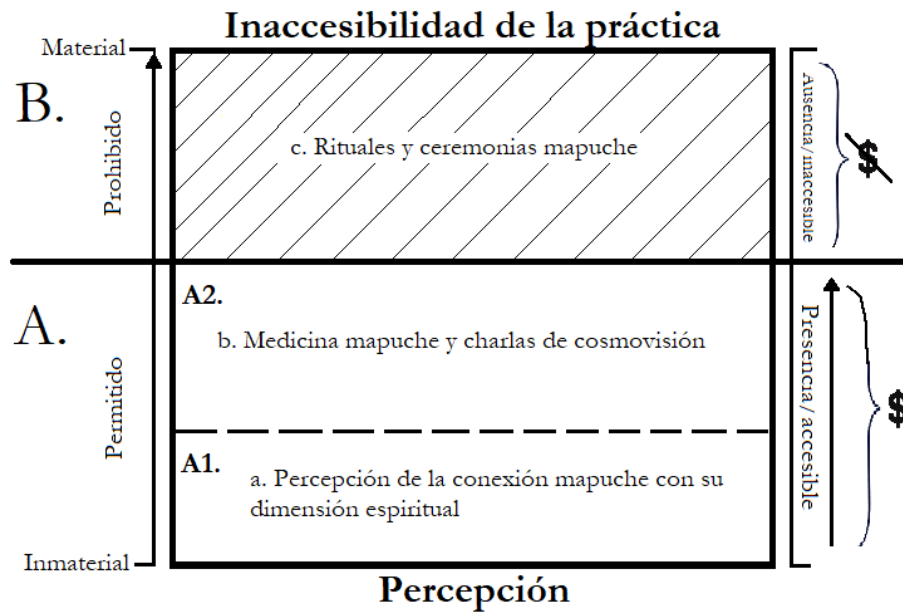 Inaccesibilidad de la práctica
Material
B.
Prohibido
c. Rituales y ceremonias mapuche
Ausencia/inaccesible
$
A.
Permitido
A2.
b. Medicina mapuche y charlas de cosmovisión
A1.
a. Percepción de la conexión mapuche con su
dimensión espiritual
Presencia/accesible
$
Inmaterial
Percepción